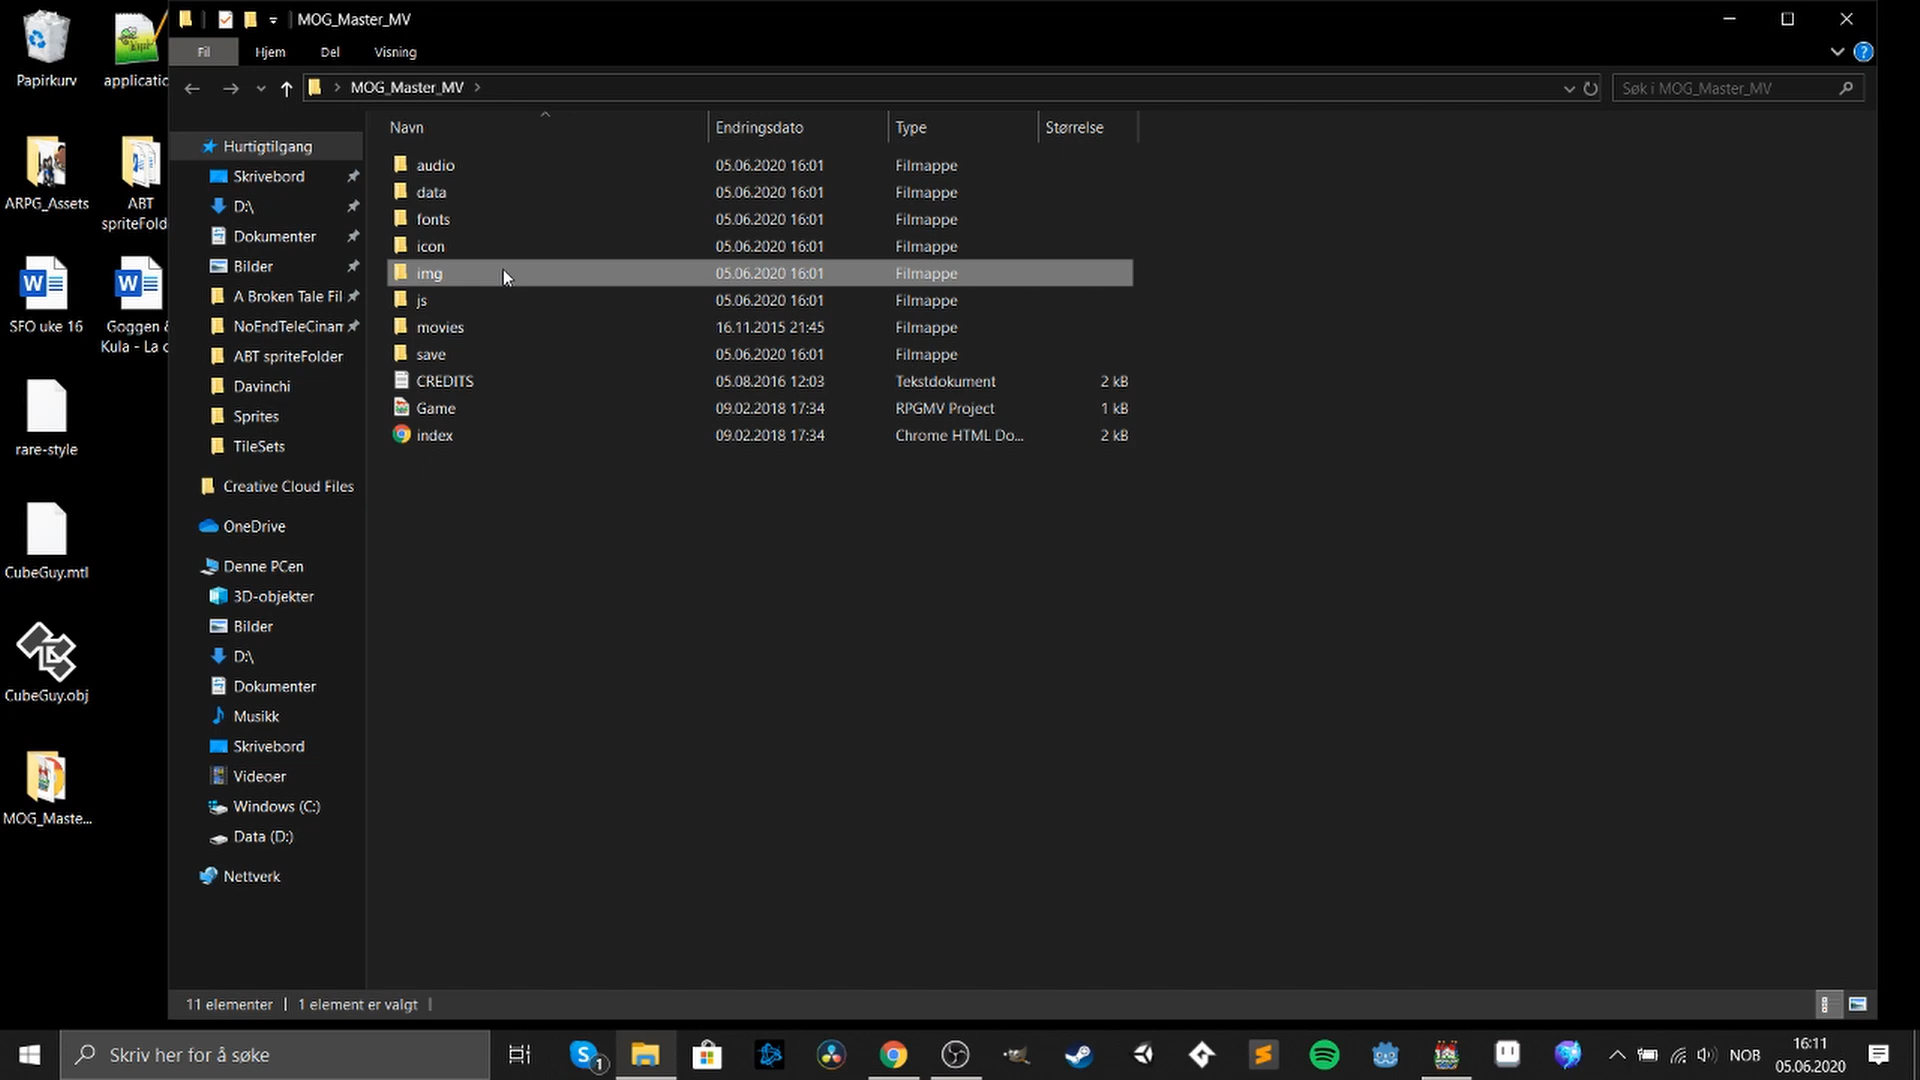 MOG_Master_MV
Fil Hjem Del Visning
MOG_Master_MV
Søk i MOG_Master_MV
Navn Endringsdato Type Størrelse
audio 05.06.2020 16:01 Filmappe
data 05.06.2020 16:01 Filmappe
fonts 05.06.2020 16:01 Filmappe
icon 05.06.2020 16:01 Filmappe
img 05.06.2020 16:01 Filmappe
js 05.06.2020 16:01 Filmappe
movies 16.11.2015 21:45 Filmappe
save 05.06.2020 16:01 Filmappe
CREDITS 05.08.2016 12:03 Tekstdokument 2 kB
Game 09.02.2018 17:34 RPGMV Project 1 kB
index 09.02.2018 17:34 Chrome HTML Do... 2 kB
Hurtigtilgang
Skrivebord
D:\
Dokumenter
Bilder
A Broken Tale Fil
NoEndTeleCinam
ABT spriteFolder
Davinchi
Sprites
TileSets
Creative Cloud Files
OneDrive
Denne PCen
3D-objekter
Bilder
D:\
Dokumenter
Musikk
Skrivebord
Videoer
Windows (C:)
Data (D:)
Nettverk
11 elementer 1 element er valgt
Papirkurv
applicatic
ARPG_Assets
ABT
spriteFold
SFO uke 16
Goggen &
Kula - La c
rare-style
CubeGuy.mtl
CubeGuy.obj
MOG_Maste...
Skriv her for å søke
1
NOB
16:11
05.06.2020